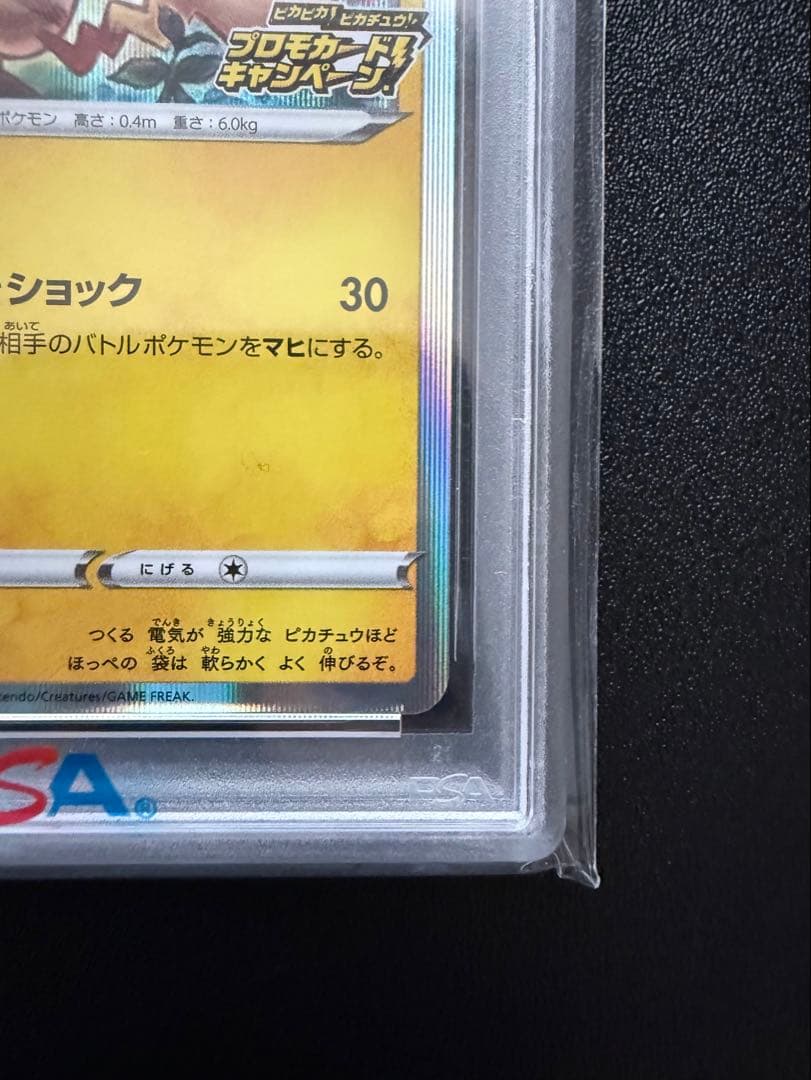 ピカピカ!ピカチュウ!
プロモカード
キャンペーン!
ポケモン 高さ:0.4m 重さ:6.0kg
ショック 30
あいて
相手のバトルポケモンをマヒにする。
にげる
でんき きょうりょく
つくる 電気が 強力な ピカチュウほど
ふくろ やわ の
ほっぺの 袋は 軟らかく よく 伸びるぞ。
tendo/Creatures/GAME FREAK.
SA®
PSA